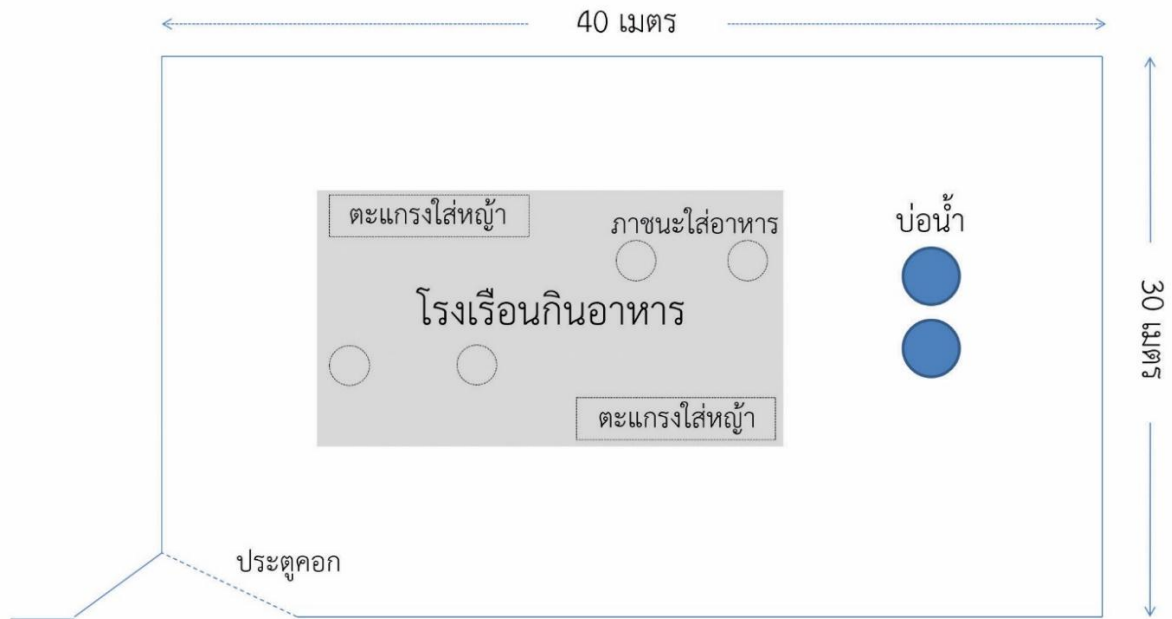 40 เมตร
ตะแกรงใส่หญ้า
ภาชนะใส่อาหาร
บ่อน้ำ
โรงเรือนกินอาหาร
30 เมตร
ตะแกรงใส่หญ้า
ประตูคอก